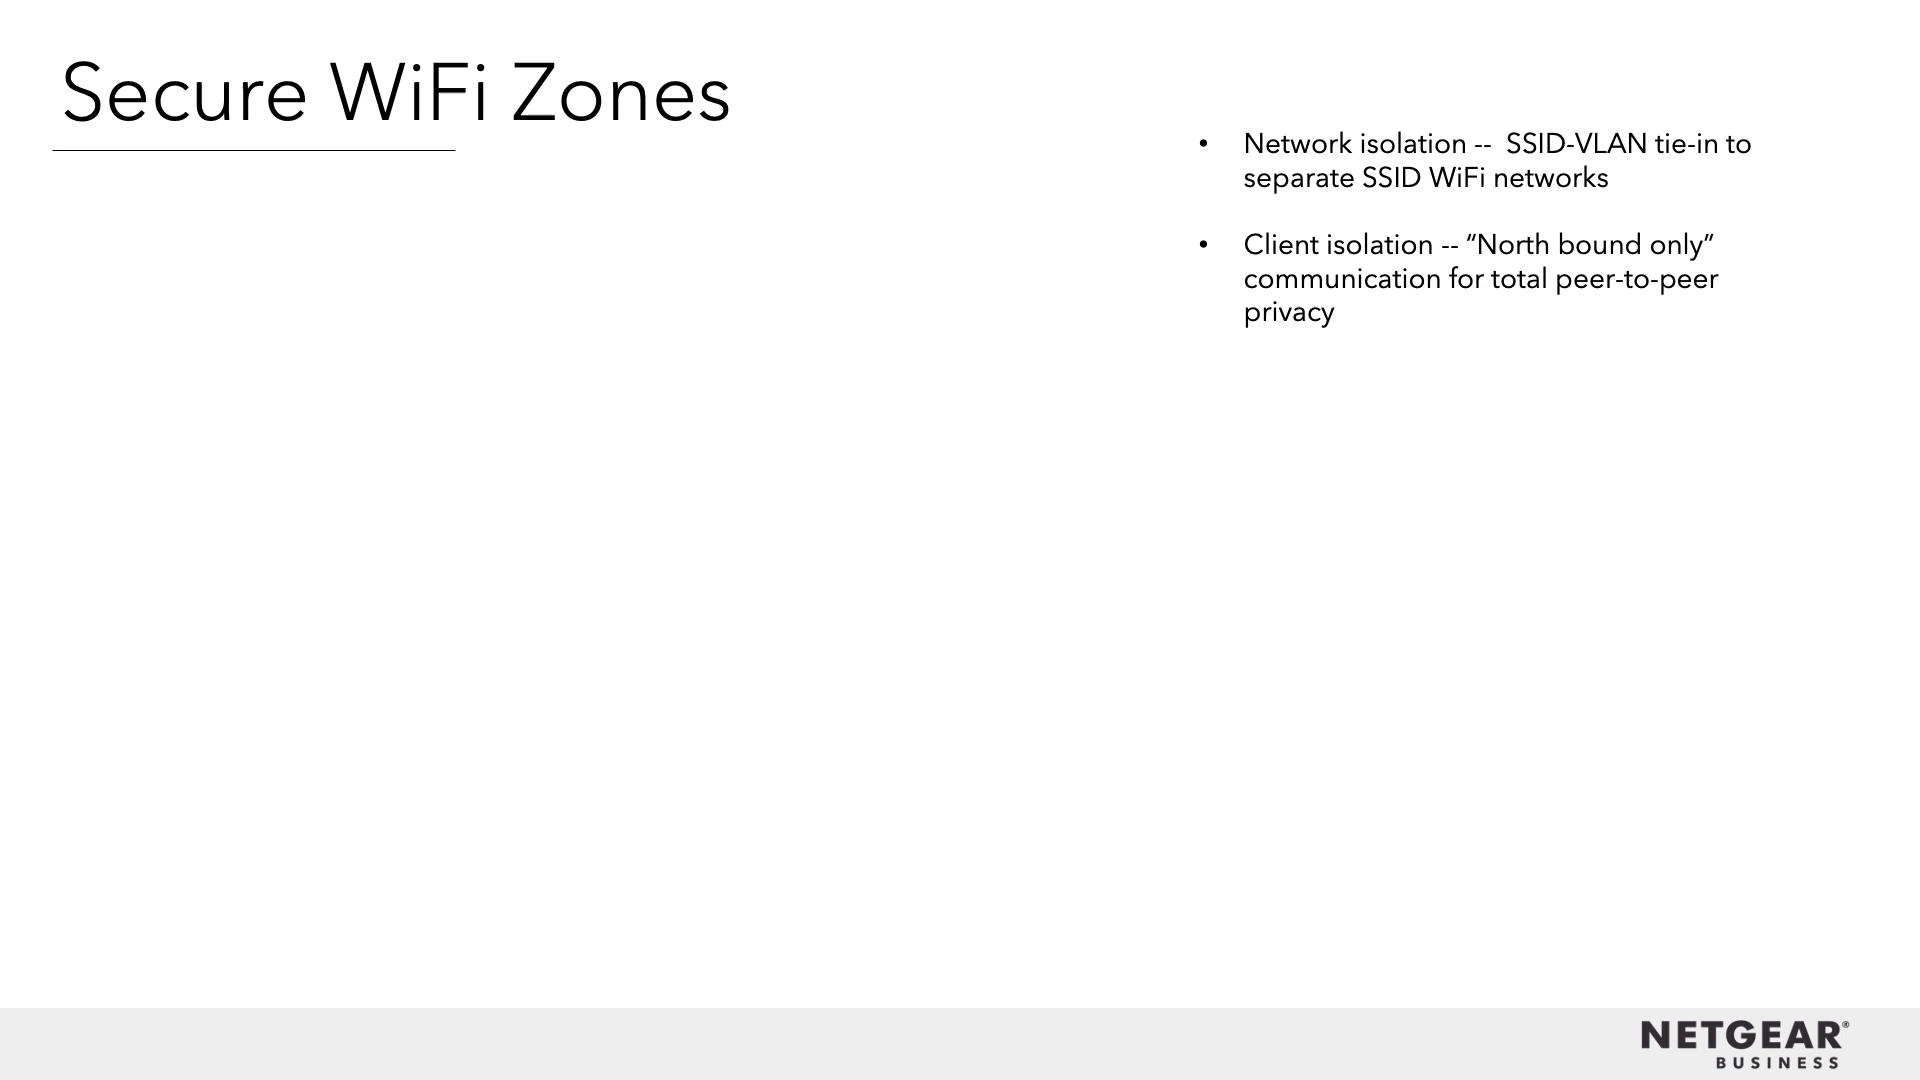 Secure WiFi Zones
• Network isolation --  SSID-VLAN tie-in to
separate SSID WiFi networks
• Client isolation -- “North bound only”
communication for total peer-to-peer
privacy
NETGEAR®
BUSINESS